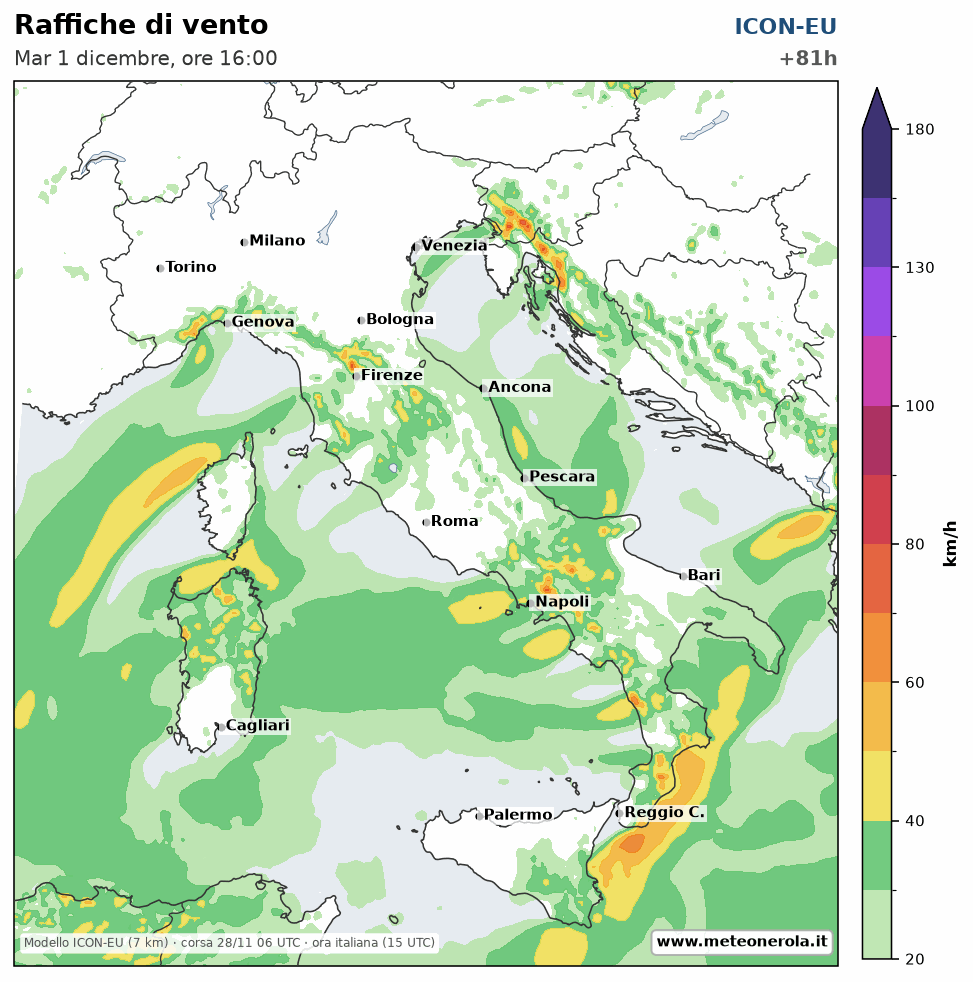 Raffiche di vento
ICON-EU
Mar 1 dicembre, ore 16:00
+81h
180
130
100
80
60
40
20
km/h
Milano
Venezia
Torino
Genova
Bologna
Firenze
Ancona
Pescara
Roma
Bari
Napoli
Cagliari
Palermo
Reggio C.
Modello ICON-EU (7 km) · corsa 28/11 06 UTC · ora italiana (15 UTC)
www.meteonerola.it